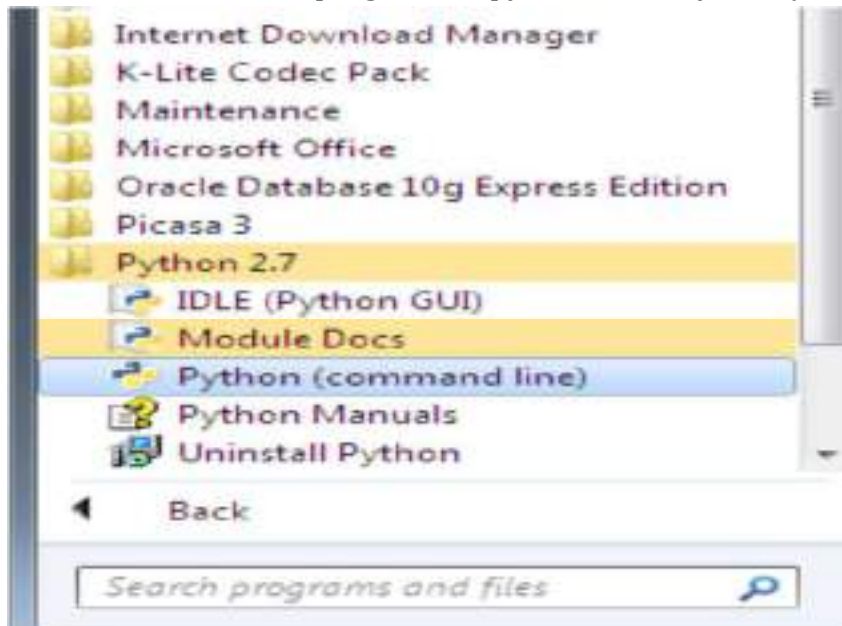 Internet Download Manager
K-Lite Codec Pack
Maintenance
Microsoft Office
Oracle Database 10g Express Edition
Picasa 3
Python 2.7
IDLE (Python GUI)
Module Docs
Python (command line)
Python Manuals
Uninstall Python
Back
Search programs and files